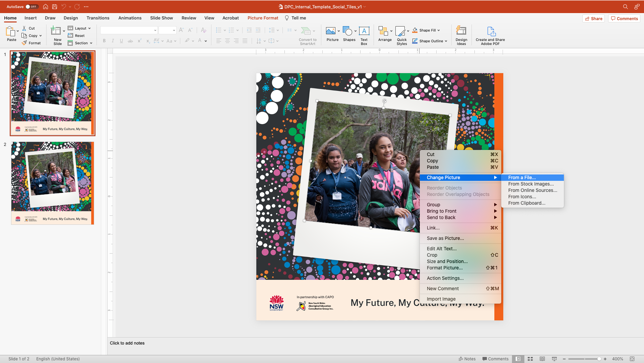 AutoSave OFF DPC_Internal_Template_Social_Tiles_v1
Home Insert Draw Design Transitions Animations Slide Show Review View Acrobat Picture Format Tell me Share Comments
Paste Cut Copy Format
New Slide Layout Reset Section
Convert to SmartArt
Picture Shapes Text Box Arrange Quick Styles Shape Fill Shape Outline Design Ideas Create and Share Adobe PDF
1
My Future, My Culture, My Way.
2
My Future, My Culture, My Way.
Cut ⌘X
Copy ⌘C
Paste ⌘V
Change Picture
From a File...
From Stock Images...
From Online Sources...
From Icons...
From Clipboard...
Reorder Objects
Reorder Overlapping Objects
Group
Bring to Front
Send to Back
Link... ⌘K
Save as Picture...
Edit Alt Text...
Crop ⇧C
Size and Position...
Format Picture... ⇧⌘1
Action Settings...
New Comment ⇧⌘M
Import Image
NSW GOVERNMENT
In partnership with GAPS
My Future, My Culture, My Way.
Click to add notes
Slide 1 of 2 English (United States) Notes Comments 400%